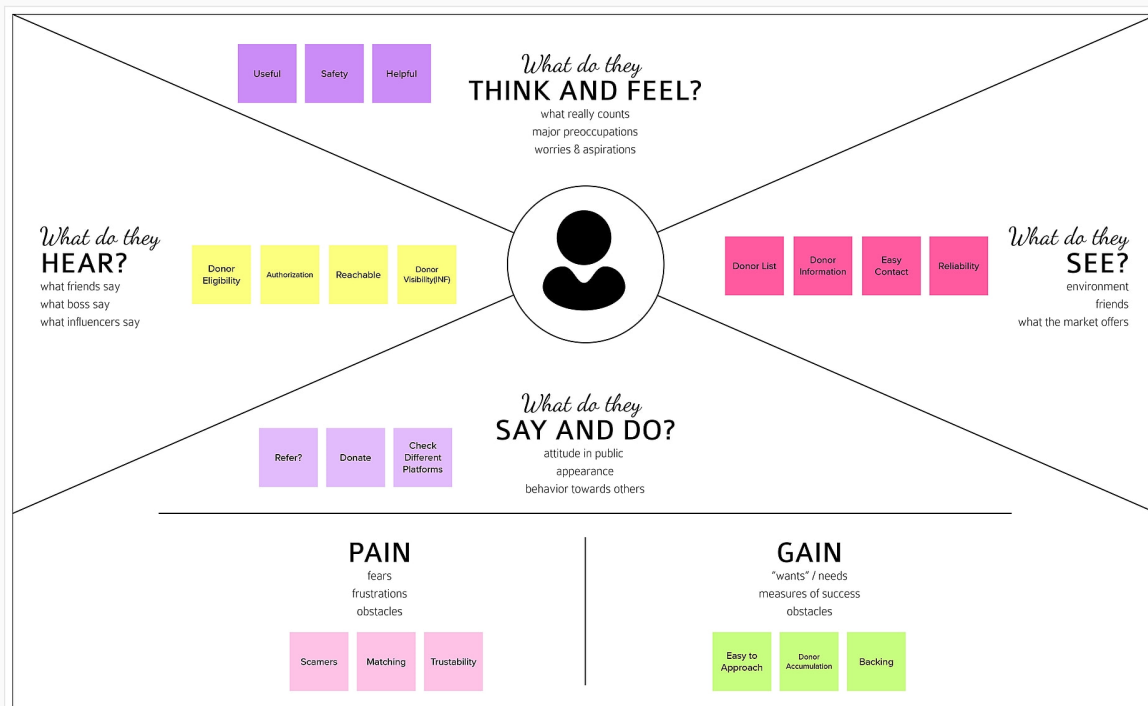 Useful
Safety
Helpful
What do they
THINK AND FEEL?
what really counts
major preoccupations
worries & aspirations
What do they
HEAR?
what friends say
what boss say
what influencers say
Donor
Eligibility
Authorization
Reachable
Donor
Visibility(INF)
Donor List
Donor
Information
Easy
Contact
Reliability
What do they
SEE?
environment
friends
what the market offers
What do they
SAY AND DO?
attitude in public
appearance
behavior towards others
Refer?
Donate
Check
Different
Platforms
PAIN
fears
frustrations
obstacles
Scamers
Matching
Trustability
GAIN
"wants" / needs
measures of success
obstacles
Easy to
Approach
Donor
Accumulation
Backing